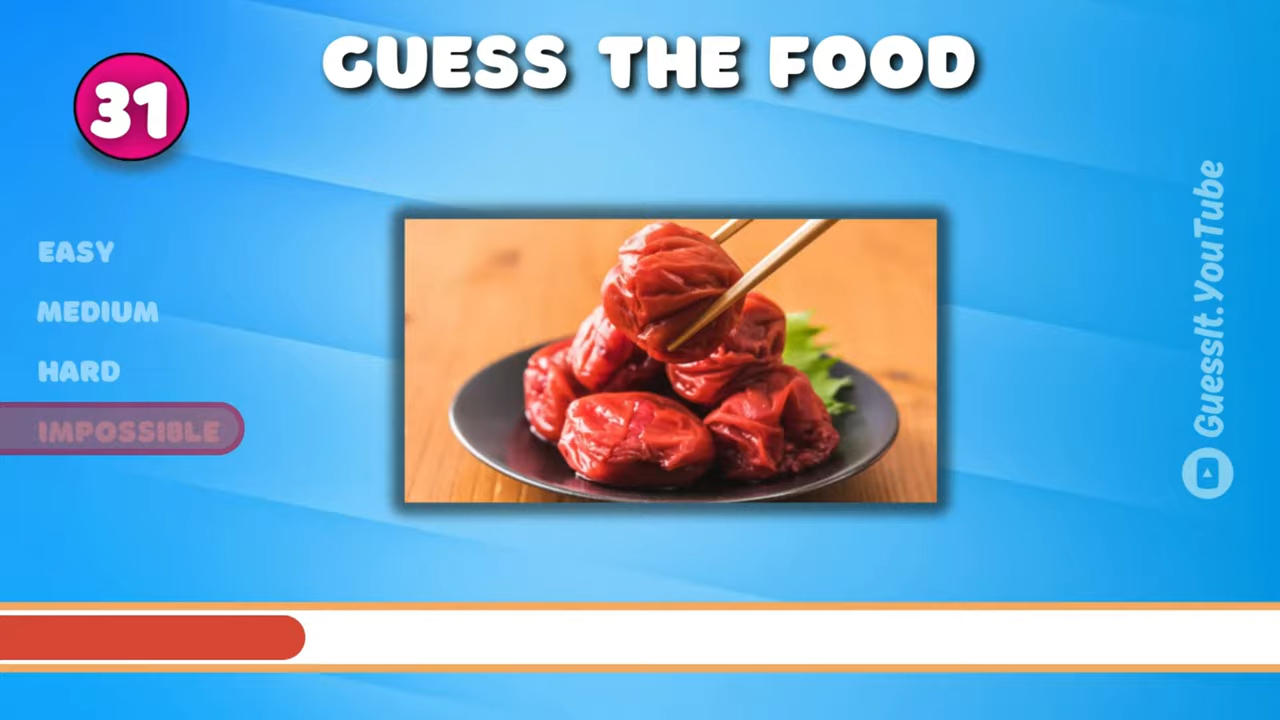 GUESS THE FOOD
31
EASY
MEDIUM
HARD
IMPOSSIBLE
GuessIt.YouTube